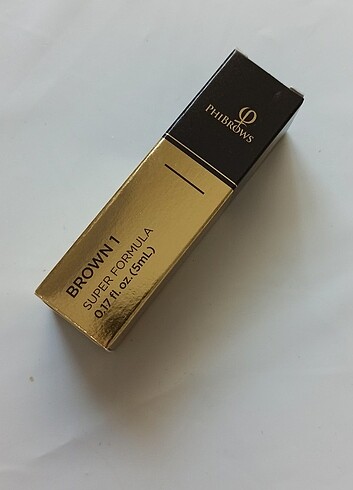 PHIBROWS
BROWN 1
SUPER FORMULA
0.17 fl. oz. (5mL)